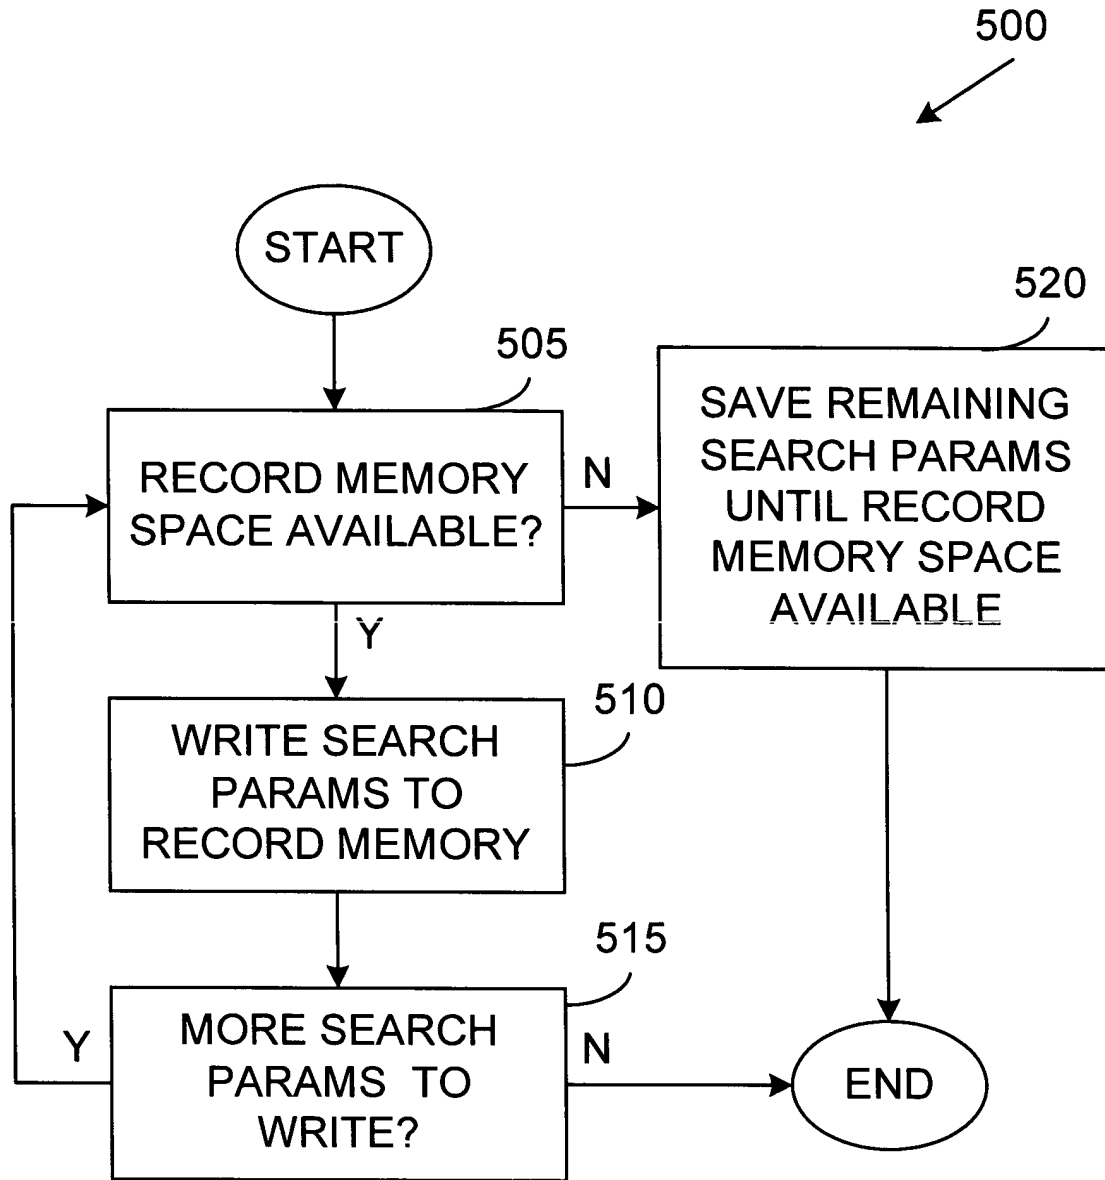 500
START
505
RECORD MEMORY
SPACE AVAILABLE?
N
520
SAVE REMAINING
SEARCH PARAMS
UNTIL RECORD
MEMORY SPACE
AVAILABLE
Y
510
WRITE SEARCH
PARAMS TO
RECORD MEMORY
515
MORE SEARCH
PARAMS TO
WRITE?
Y
N
END